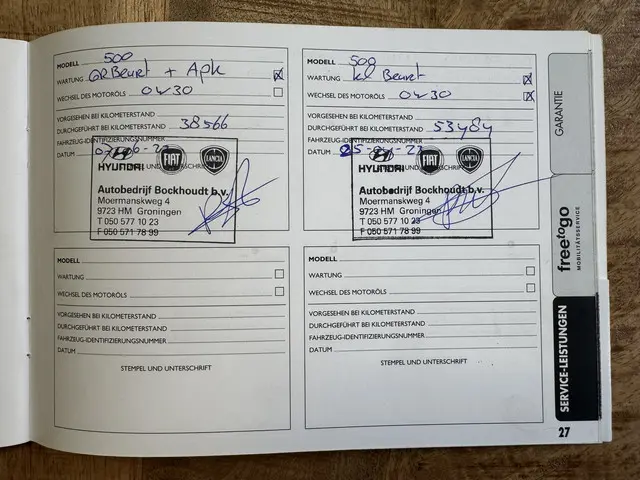 MODELL 500
WARTUNG GR Beurt + Apk
WECHSEL DES MOTORÖLS 0W30
VORGESEHEN BEI KILOMETERSTAND
DURCHGEFÜHRT BEI KILOMETERSTAND 38566
FAHRZEUG-IDENTIFIZIERUNGSNUMMER
DATUM
HYUNDAI FIAT LANCIA
Autobedrijf Bockhoudt b.v.
Moermanskweg 4
9723 HM Groningen
T 050 577 10 23
F 050 571 78 99
MODELL 500
WARTUNG kl Beurt
WECHSEL DES MOTORÖLS 0W30
VORGESEHEN BEI KILOMETERSTAND
DURCHGEFÜHRT BEI KILOMETERSTAND 53484
FAHRZEUG-IDENTIFIZIERUNGSNUMMER
DATUM
HYUNDAI FIAT LANCIA
Autobedrijf Bockhoudt b.v.
Moermanskweg 4
9723 HM Groningen
T 050 577 10 23
F 050 571 78 99
MODELL
WARTUNG
WECHSEL DES MOTORÖLS
VORGESEHEN BEI KILOMETERSTAND
DURCHGEFÜHRT BEI KILOMETERSTAND
FAHRZEUG-IDENTIFIZIERUNGSNUMMER
DATUM
STEMPEL UND UNTERSCHRIFT
MODELL
WARTUNG
WECHSEL DES MOTORÖLS
VORGESEHEN BEI KILOMETERSTAND
DURCHGEFÜHRT BEI KILOMETERSTAND
FAHRZEUG-IDENTIFIZIERUNGSNUMMER
DATUM
STEMPEL UND UNTERSCHRIFT
GARANTIE
freetogo
MOBILITÄTSSERVICE
SERVICE-LEISTUNGEN
27